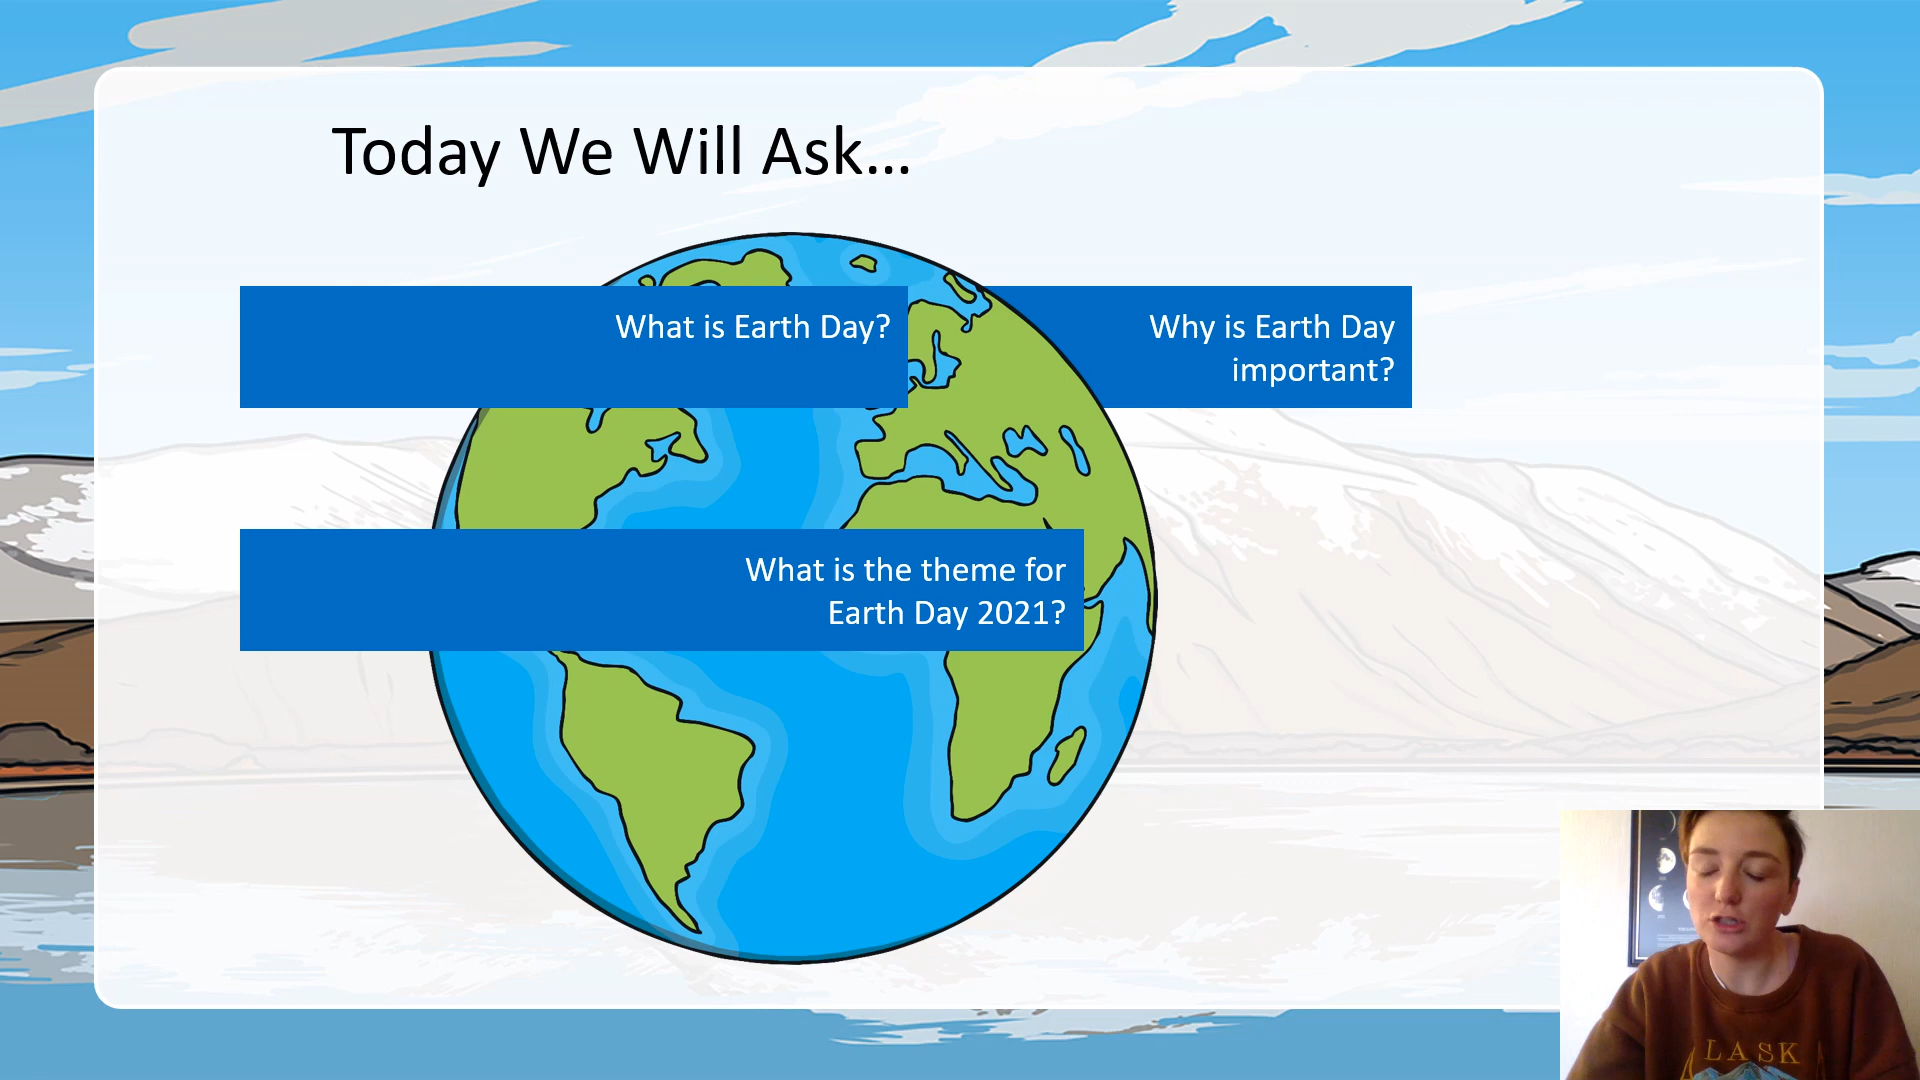 Today We Will Ask...
What is Earth Day?
Why is Earth Day
important?
What is the theme for
Earth Day 2021?
LASK